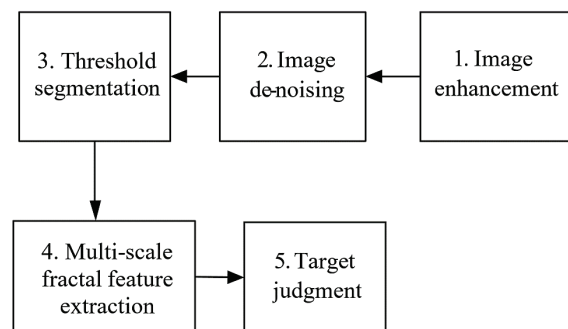 1. Image
enhancement
2. Image
de-noising
3. Threshold
segmentation
4. Multi-scale
fractal feature
extraction
5. Target
judgment